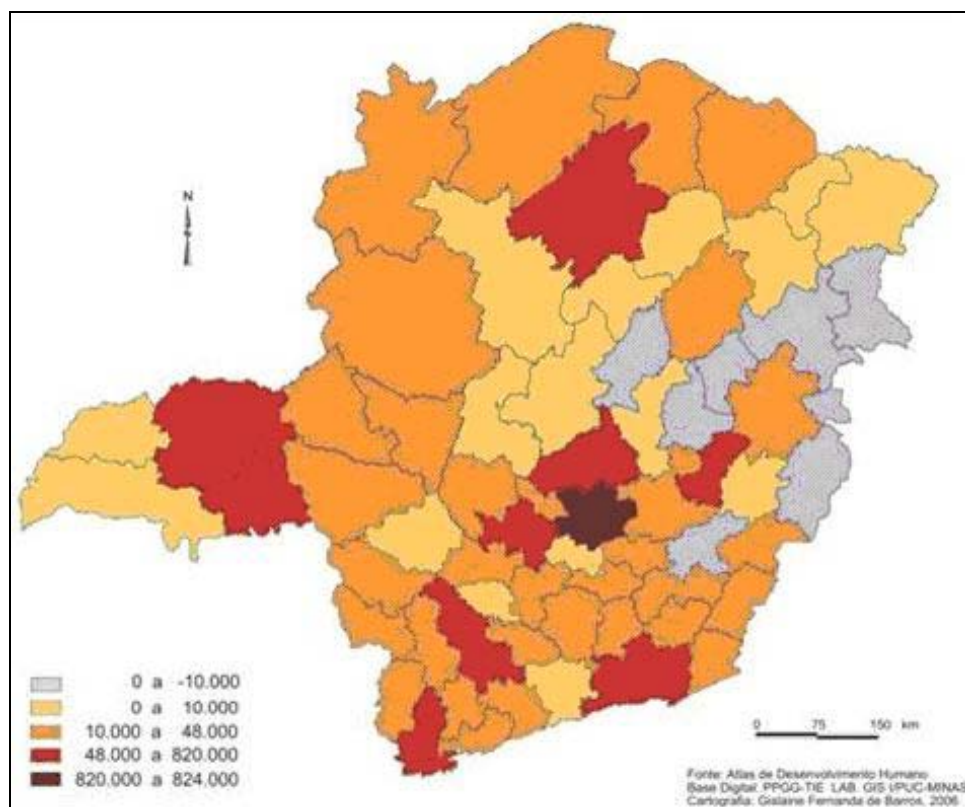 N
0 a -10.000
0 a 10.000
10.000 a 48.000
48.000 a 820.000
820.000 a 824.000
0 75 150 km
Fonte: Atlas de Desenvolvimento Humano
Base Digital: PPGG-TIE LAB. GIS I/PUC-MINAS
Cartografia: Gislaine Fernanda de Barros, 2006